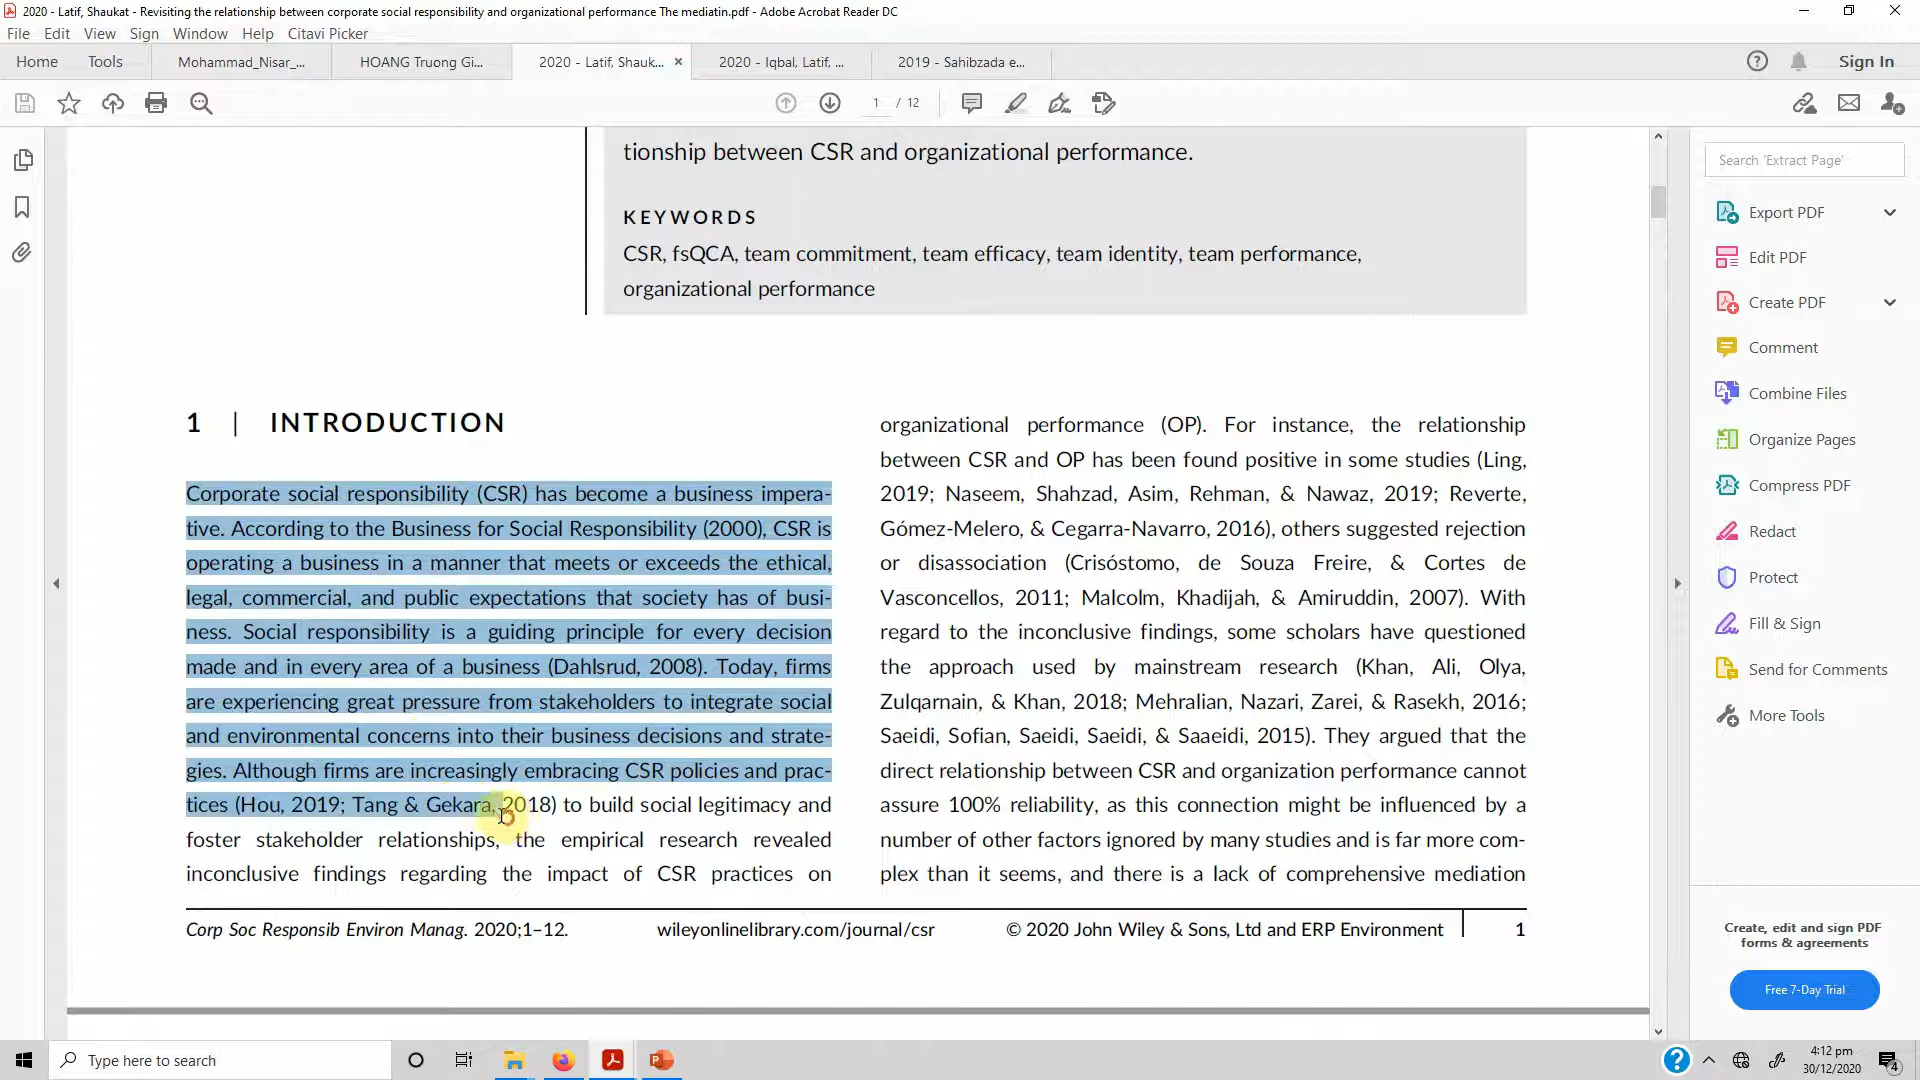 2020 - Latif, Shaukat - Revisiting the relationship between corporate social responsibility and organizational performance The mediatin.pdf - Adobe Acrobat Reader DC
File Edit View Sign Window Help Citavi Picker
Home Tools Mohammad_Nisar_... HOANG Truong Gi... 2020 - Latif, Shauk... × 2020 - Iqbal, Latif, ... 2019 - Sahibzada e... Sign In
1 / 12
tionship between CSR and organizational performance.
KEYWORDS
CSR, fsQCA, team commitment, team efficacy, team identity, team performance,
organizational performance
1 | INTRODUCTION
Corporate social responsibility (CSR) has become a business impera-
tive. According to the Business for Social Responsibility (2000), CSR is
operating a business in a manner that meets or exceeds the ethical,
legal, commercial, and public expectations that society has of busi-
ness. Social responsibility is a guiding principle for every decision
made and in every area of a business (Dahlsrud, 2008). Today, firms
are experiencing great pressure from stakeholders to integrate social
and environmental concerns into their business decisions and strate-
gies. Although firms are increasingly embracing CSR policies and prac-
tices (Hou, 2019; Tang & Gekara, 2018) to build social legitimacy and
foster stakeholder relationships, the empirical research revealed
inconclusive findings regarding the impact of CSR practices on
organizational performance (OP). For instance, the relationship
between CSR and OP has been found positive in some studies (Ling,
2019; Naseem, Shahzad, Asim, Rehman, & Nawaz, 2019; Reverte,
Gómez-Melero, & Cegarra-Navarro, 2016), others suggested rejection
or disassociation (Crisóstomo, de Souza Freire, & Cortes de
Vasconcellos, 2011; Malcolm, Khadijah, & Amiruddin, 2007). With
regard to the inconclusive findings, some scholars have questioned
the approach used by mainstream research (Khan, Ali, Olya,
Zulqarnain, & Khan, 2018; Mehralian, Nazari, Zarei, & Rasekh, 2016;
Saeidi, Sofian, Saeidi, Saeidi, & Saaeidi, 2015). They argued that the
direct relationship between CSR and organization performance cannot
assure 100% reliability, as this connection might be influenced by a
number of other factors ignored by many studies and is far more com-
plex than it seems, and there is a lack of comprehensive mediation
Corp Soc Responsib Environ Manag. 2020;1–12. wileyonlinelibrary.com/journal/csr © 2020 John Wiley & Sons, Ltd and ERP Environment 1
Search 'Extract Page'
Export PDF
Edit PDF
Create PDF
Comment
Combine Files
Organize Pages
Compress PDF
Redact
Protect
Fill & Sign
Send for Comments
More Tools
Create, edit and sign PDF
forms & agreements
Free 7-Day Trial
Type here to search
4:12 pm
30/12/2020
4